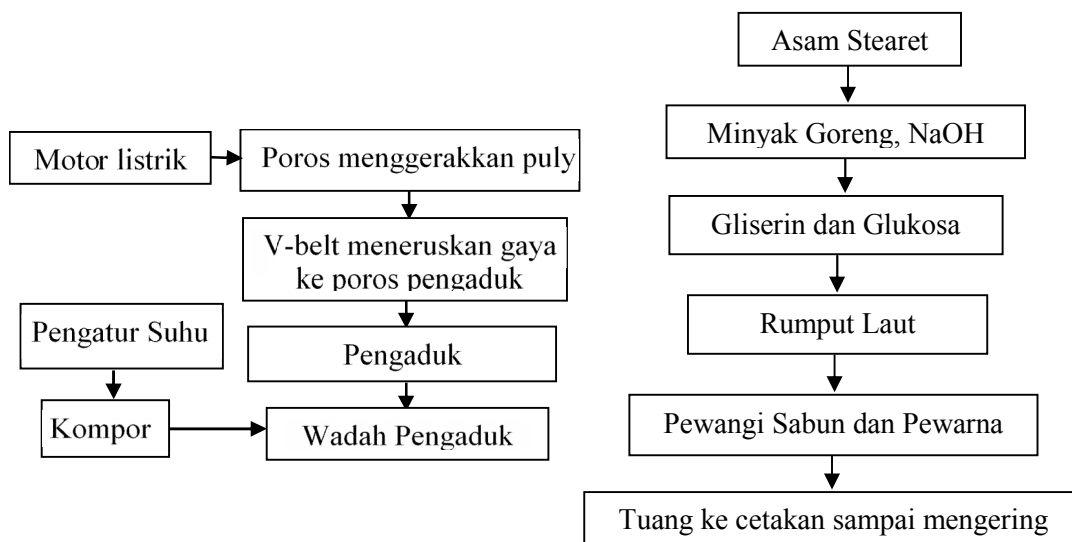 Motor listrik
Poros menggerakkan puly
V-belt meneruskan gaya
ke poros pengaduk
Pengatur Suhu
Pengaduk
Kompor
Wadah Pengaduk
Asam Stearet
Minyak Goreng, NaOH
Gliserin dan Glukosa
Rumput Laut
Pewangi Sabun dan Pewarna
Tuang ke cetakan sampai mengering